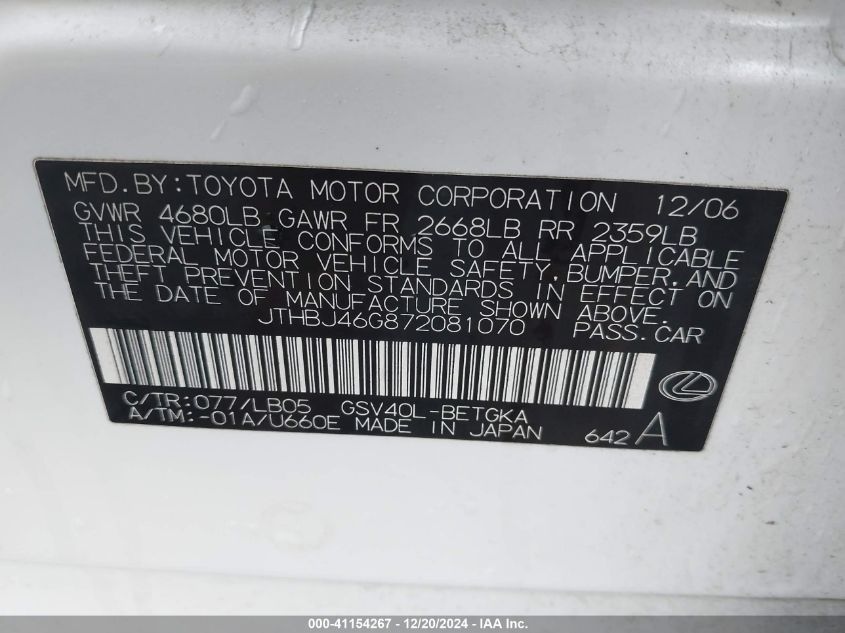 MFD.BY:TOYOTA MOTOR CORPORATION 12/06
GVWR 4680LB GAWR FR 2668LB RR 2359LB
THIS VEHICLE CONFORMS TO ALL APPLICABLE
FEDERAL MOTOR VEHICLE SAFETY,BUMPER,AND
THEFT PREVENTION STANDARDS IN EFFECT ON
THE DATE OF MANUFACTURE SHOWN ABOVE.
JTHBJ46G872081070 PASS.CAR
C/TR:077/LB05 GSV40L-BETGKA
A/TM:-01A/U660E MADE IN JAPAN 642A
000-41154267 - 12/20/2024 - IAA Inc.